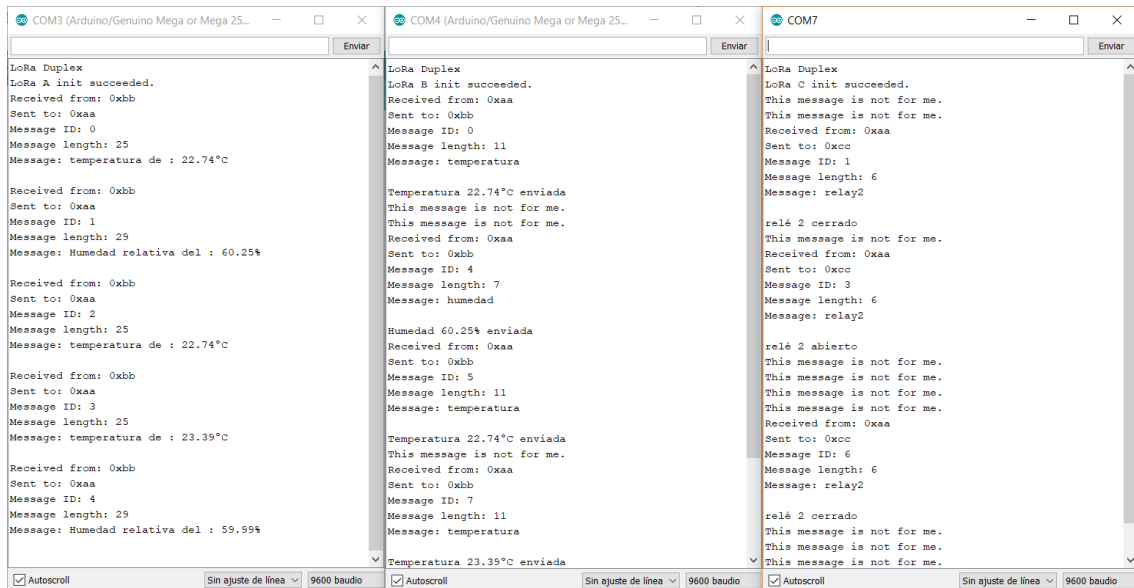 COM3 (Arduino/Genuino Mega or Mega 25...
Enviar
LoRa Duplex
LoRa A init succeeded.
Received from: 0xbb
Sent to: 0xaa
Message ID: 0
Message length: 25
Message: temperatura de : 22.74°C
Received from: 0xbb
Sent to: 0xaa
Message ID: 1
Message length: 29
Message: Humedad relativa del : 60.25%
Received from: 0xbb
Sent to: 0xaa
Message ID: 2
Message length: 25
Message: temperatura de : 22.74°C
Received from: 0xbb
Sent to: 0xaa
Message ID: 3
Message length: 25
Message: temperatura de : 23.39°C
Received from: 0xbb
Sent to: 0xaa
Message ID: 4
Message length: 29
Message: Humedad relativa del : 59.99%
Autoscroll
Sin ajuste de línea
9600 baudio
COM4 (Arduino/Genuino Mega or Mega 25...
Enviar
LoRa Duplex
LoRa B init succeeded.
Received from: 0xaa
Sent to: 0xbb
Message ID: 0
Message length: 11
Message: temperatura
Temperatura 22.74°C enviada
This message is not for me.
This message is not for me.
Received from: 0xaa
Sent to: 0xbb
Message ID: 4
Message length: 7
Message: humedad
Humedad 60.25% enviada
Received from: 0xaa
Sent to: 0xbb
Message ID: 5
Message length: 11
Message: temperatura
Temperatura 22.74°C enviada
This message is not for me.
Received from: 0xaa
Sent to: 0xbb
Message ID: 7
Message length: 11
Message: temperatura
Temperatura 23.39°C enviada
Autoscroll
Sin ajuste de línea
9600 baudio
COM7
Enviar
LoRa Duplex
LoRa C init succeeded.
This message is not for me.
This message is not for me.
Received from: 0xaa
Sent to: 0xcc
Message ID: 1
Message length: 6
Message: relay2
relé 2 cerrado
This message is not for me.
Received from: 0xaa
Sent to: 0xcc
Message ID: 3
Message length: 6
Message: relay2
relé 2 abierto
This message is not for me.
This message is not for me.
This message is not for me.
This message is not for me.
Received from: 0xaa
Sent to: 0xcc
Message ID: 6
Message length: 6
Message: relay2
relé 2 cerrado
This message is not for me.
This message is not for me.
This message is not for me.
Autoscroll
Sin ajuste de línea
9600 baudio